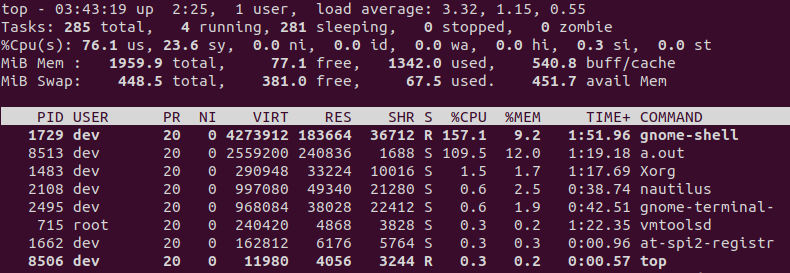 top - 03:43:19 up  2:25,  1 user,  load average: 3.32, 1.15, 0.55
Tasks: 285 total,   4 running, 281 sleeping,   0 stopped,   0 zombie
%Cpu(s): 76.1 us, 23.6 sy,  0.0 ni,  0.0 id,  0.0 wa,  0.0 hi,  0.3 si,  0.0 st
MiB Mem :   1959.9 total,     77.1 free,   1342.0 used,    540.8 buff/cache
MiB Swap:    448.5 total,    381.0 free,     67.5 used.    451.7 avail Mem
PID USER      PR  NI    VIRT    RES    SHR S  %CPU  %MEM     TIME+ COMMAND
1729 dev       20   0 4273912 183664  36712 R 157.1   9.2   1:51.96 gnome-shell
8513 dev       20   0 2559200 240836   1688 S 109.5  12.0   1:19.18 a.out
1483 dev       20   0  290948  33224  10016 S   1.5   1.7   1:17.69 Xorg
2108 dev       20   0  997080  49340  21280 S   0.6   2.5   0:38.74 nautilus
2495 dev       20   0  968084  38028  22412 S   0.6   1.9   0:42.51 gnome-terminal-
715 root      20   0  240420   4868   3828 S   0.3   0.2   1:22.35 vmtoolsd
1662 dev       20   0  162812   6176   5764 S   0.3   0.3   0:00.96 at-spi2-registr
8506 dev       20   0   11980   4056   3244 R   0.3   0.2   0:00.57 top